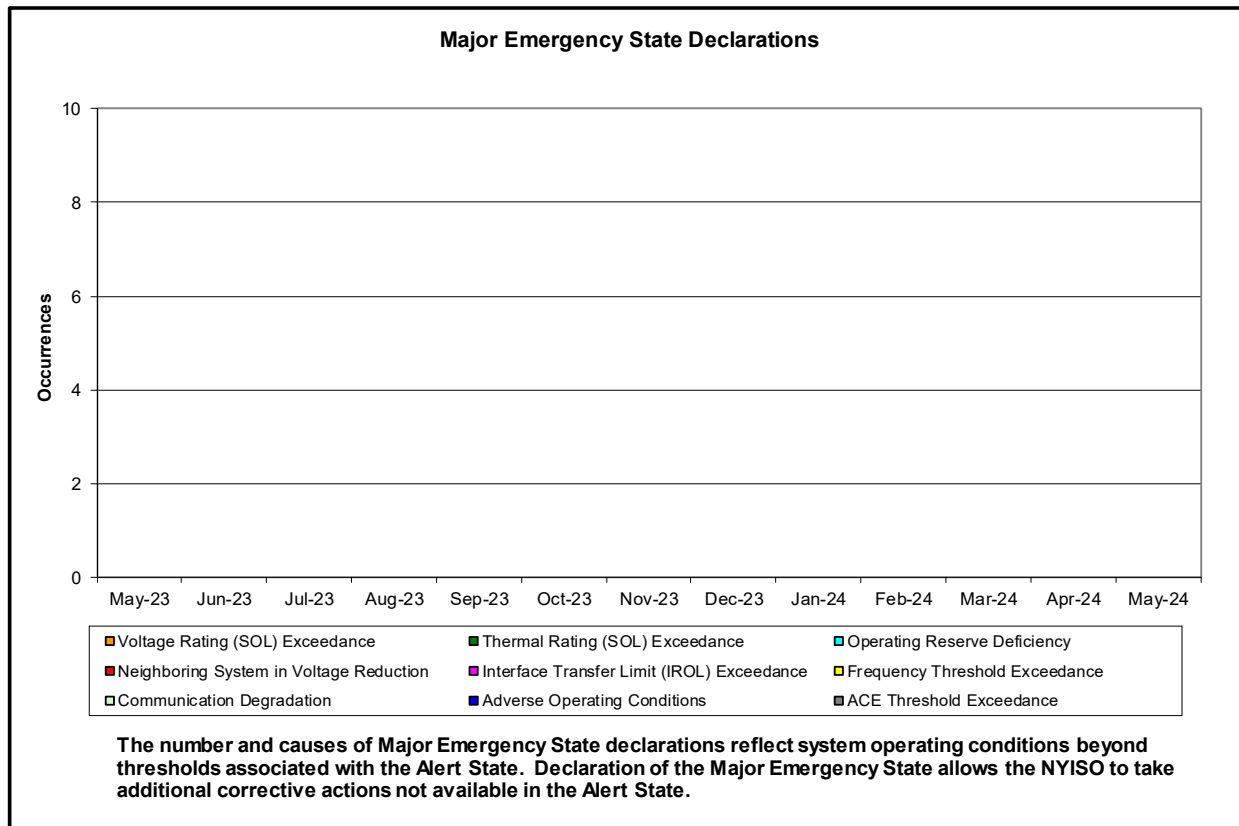 Major Emergency State Declarations
10
8
6
4
2
0
Occurrences
May-23 Jun-23 Jul-23 Aug-23 Sep-23 Oct-23 Nov-23 Dec-23 Jan-24 Feb-24 Mar-24 Apr-24 May-24
Voltage Rating (SOL) Exceedance Thermal Rating (SOL) Exceedance Operating Reserve Deficiency
Neighboring System in Voltage Reduction Interface Transfer Limit (IROL) Exceedance Frequency Threshold Exceedance
Communication Degradation Adverse Operating Conditions ACE Threshold Exceedance
The number and causes of Major Emergency State declarations reflect system operating conditions beyond
thresholds associated with the Alert State. Declaration of the Major Emergency State allows the NYISO to take
additional corrective actions not available in the Alert State.